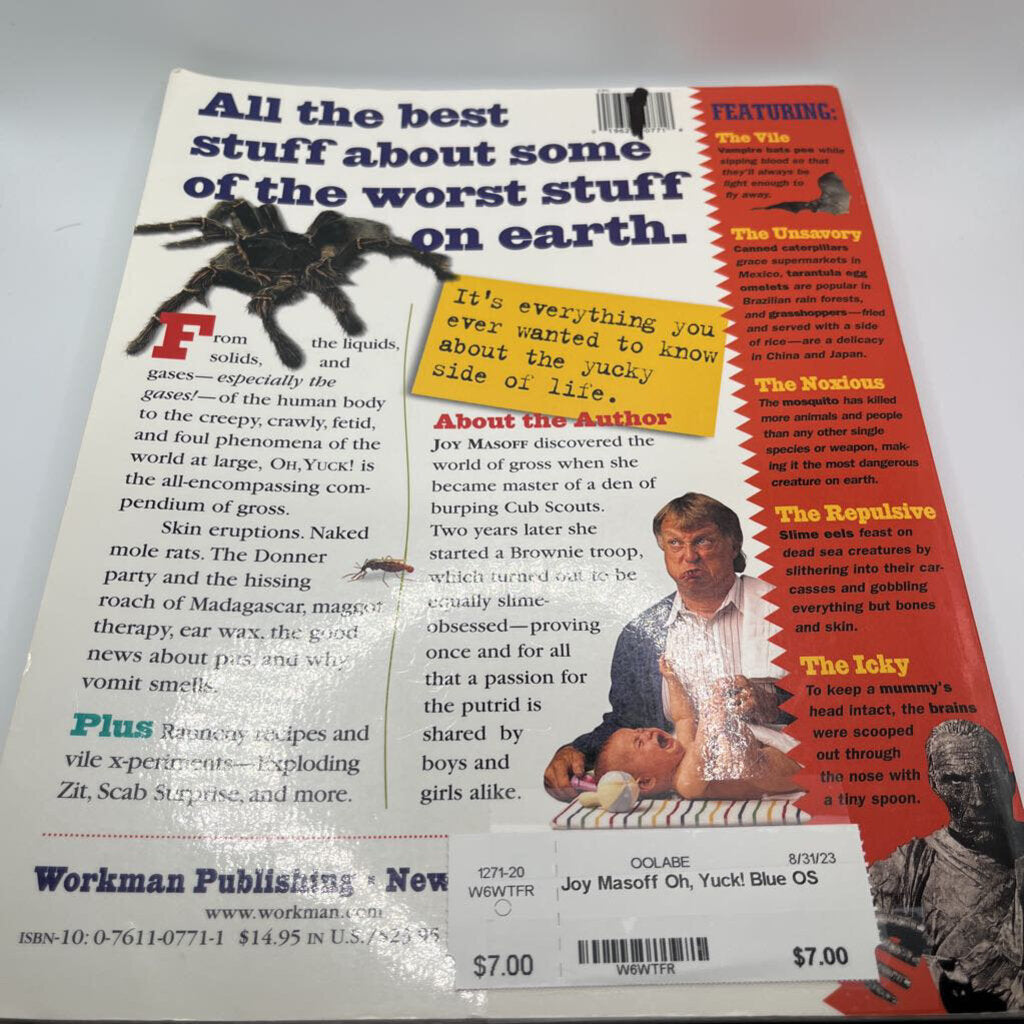 All the best
stuff about some
of the worst stuff
on earth.
It's everything you
ever wanted to know
about the yucky
side of life.
From the liquids,
solids, and
gases—especially the
gases!—of the human body
to the creepy, crawly, fetid,
and foul phenomena of the
world at large, OH, YUCK! is
the all-encompassing com-
pendium of gross.
Skin eruptions. Naked
mole rats. The Donner
party and the hissing
roach of Madagascar, maggot
therapy, ear wax, the good
news about pus, and why
vomit smells.
Plus Raunchy recipes and
vile x-periments—Exploding
Zit, Scab Surprise, and more.
About the Author
JOY MASOFF discovered the
world of gross when she
became master of a den of
burping Cub Scouts.
Two years later she
started a Brownie troop,
which turned out to be
equally slime-
obsessed—proving
once and for all
that a passion for
the putrid is
shared by
boys and
girls alike.
FEATURING:
The Vile
Vampire bats pee while
sipping blood so that
they'll always be
light enough to
fly away.
The Unsavory
Canned caterpillars
grace supermarkets in
Mexico, tarantula egg
omelets are popular in
Brazilian rain forests,
and grasshoppers—fried
and served with a side
of rice—are a delicacy
in China and Japan.
The Noxious
The mosquito has killed
more animals and people
than any other single
species or weapon, mak-
ing it the most dangerous
creature on earth.
The Repulsive
Slime eels feast on
dead sea creatures by
slithering into their car-
casses and gobbling
everything but bones
and skin.
The Icky
To keep a mummy's
head intact, the brains
were scooped
out through
the nose with
a tiny spoon.
Workman Publishing • New
www.workman.com
ISBN-10: 0-7611-0771-1 $14.95 IN U.S./
1271-20
W6WTFR
$7.00
OOLABE 8/31/23
Joy Masoff Oh, Yuck! Blue OS
W6WTFR
$7.00